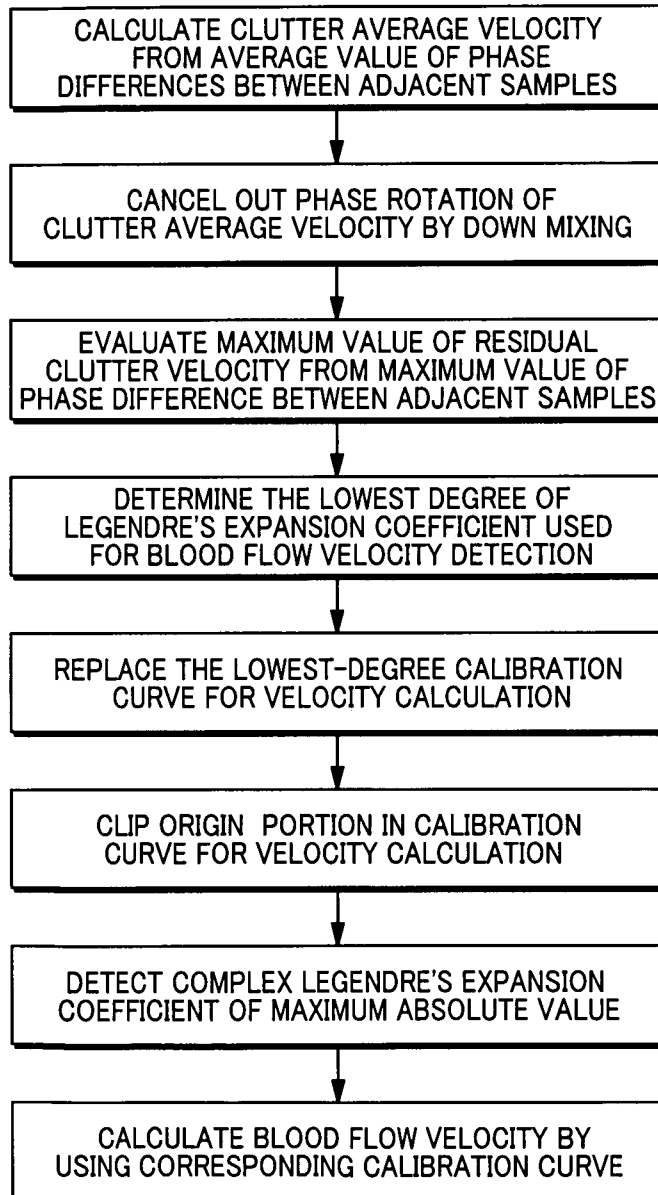 CALCULATE CLUTTER AVERAGE VELOCITY
FROM AVERAGE VALUE OF PHASE
DIFFERENCES BETWEEN ADJACENT SAMPLES
CANCEL OUT PHASE ROTATION OF
CLUTTER AVERAGE VELOCITY BY DOWN MIXING
EVALUATE MAXIMUM VALUE OF RESIDUAL
CLUTTER VELOCITY FROM MAXIMUM VALUE OF
PHASE DIFFERENCE BETWEEN ADJACENT SAMPLES
DETERMINE THE LOWEST DEGREE OF
LEGENDRE'S EXPANSION COEFFICIENT USED
FOR BLOOD FLOW VELOCITY DETECTION
REPLACE THE LOWEST-DEGREE CALIBRATION
CURVE FOR VELOCITY CALCULATION
CLIP ORIGIN PORTION IN CALIBRATION
CURVE FOR VELOCITY CALCULATION
DETECT COMPLEX LEGENDRE'S EXPANSION
COEFFICIENT OF MAXIMUM ABSOLUTE VALUE
CALCULATE BLOOD FLOW VELOCITY BY
USING CORRESPONDING CALIBRATION CURVE